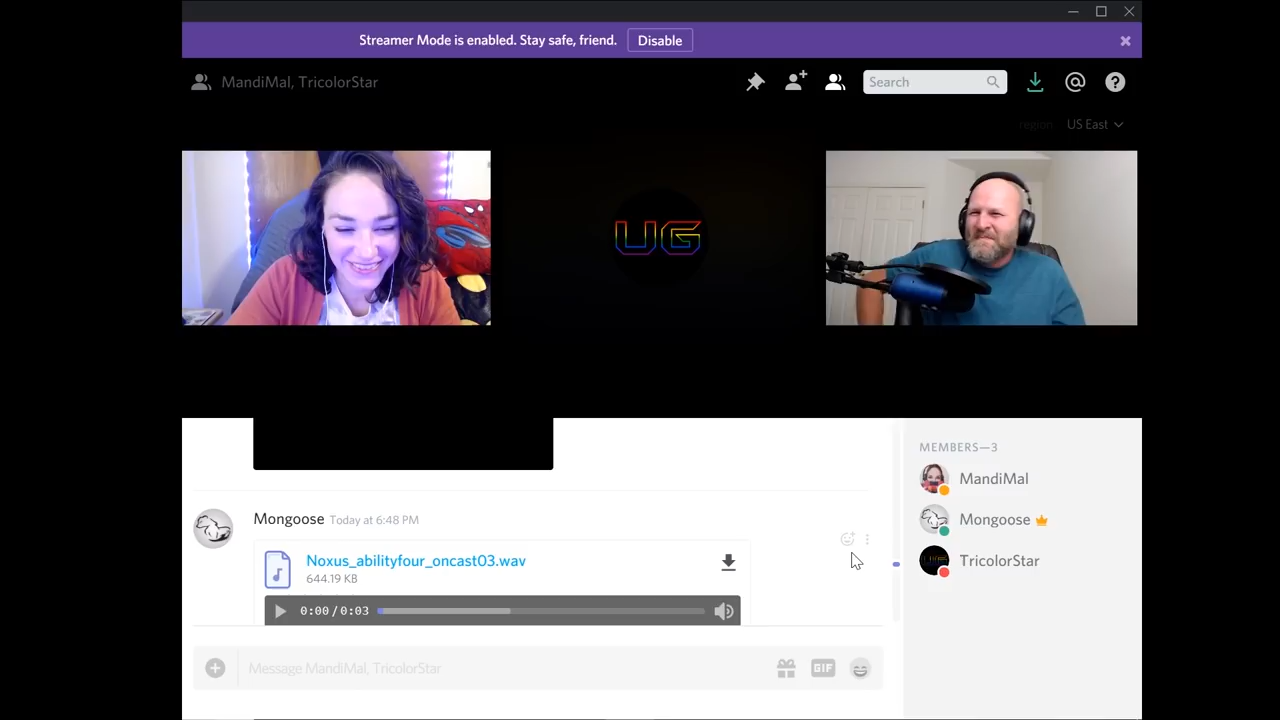 Streamer Mode is enabled. Stay safe, friend.
Disable
MandiMal, TricolorStar
Search
region US East
UG
MEMBERS—3
MandiMal
Mongoose Today at 6:48 PM
Mongoose
Noxus_abilityfour_oncast03.wav
644.19 KB
TricolorStar
0:00/0:03
Message MandiMal, TricolorStar
GIF